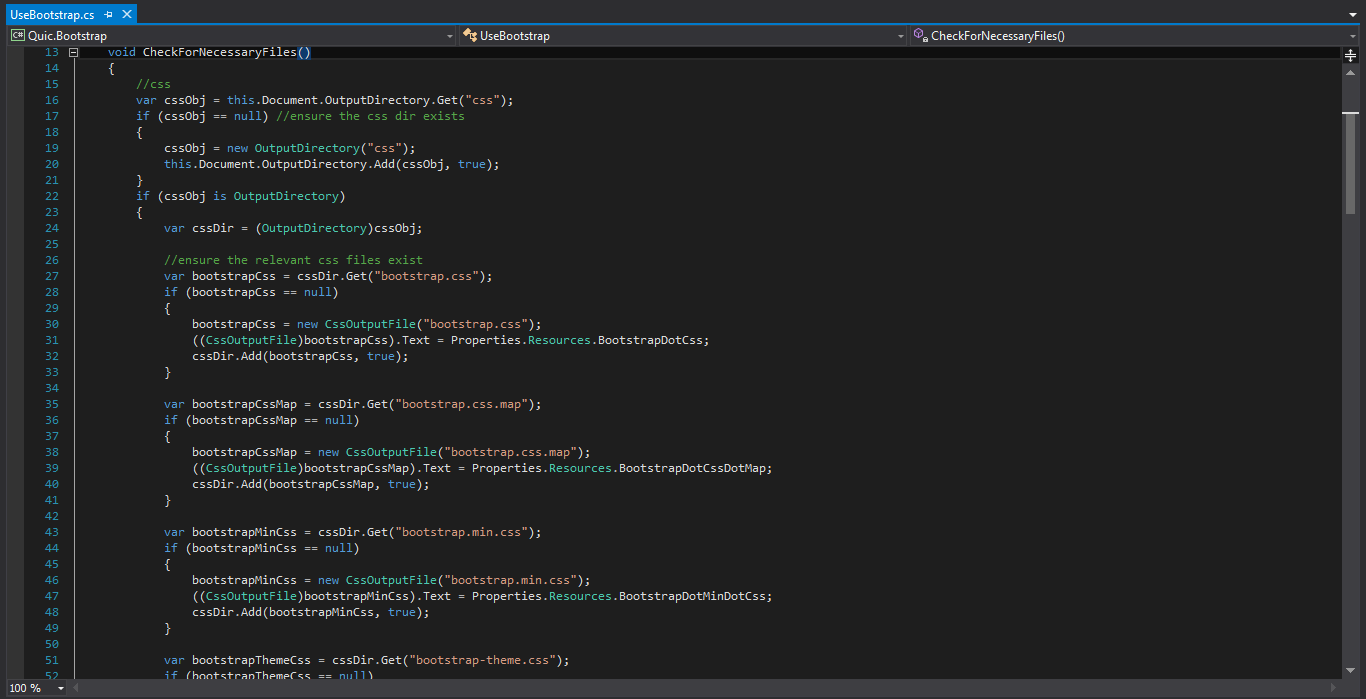 UseBootstrap.cs
Quic.Bootstrap UseBootstrap CheckForNecessaryFiles()
13 void CheckForNecessaryFiles()
14 {
15 //css
16 var cssObj = this.Document.OutputDirectory.Get("css");
17 if (cssObj == null) //ensure the css dir exists
18 {
19 cssObj = new OutputDirectory("css");
20 this.Document.OutputDirectory.Add(cssObj, true);
21 }
22 if (cssObj is OutputDirectory)
23 {
24 var cssDir = (OutputDirectory)cssObj;
25
26 //ensure the relevant css files exist
27 var bootstrapCss = cssDir.Get("bootstrap.css");
28 if (bootstrapCss == null)
29 {
30 bootstrapCss = new CssOutputFile("bootstrap.css");
31 ((CssOutputFile)bootstrapCss).Text = Properties.Resources.BootstrapDotCss;
32 cssDir.Add(bootstrapCss, true);
33 }
34
35 var bootstrapCssMap = cssDir.Get("bootstrap.css.map");
36 if (bootstrapCssMap == null)
37 {
38 bootstrapCssMap = new CssOutputFile("bootstrap.css.map");
39 ((CssOutputFile)bootstrapCssMap).Text = Properties.Resources.BootstrapDotCssDotMap;
40 cssDir.Add(bootstrapCssMap, true);
41 }
42
43 var bootstrapMinCss = cssDir.Get("bootstrap.min.css");
44 if (bootstrapMinCss == null)
45 {
46 bootstrapMinCss = new CssOutputFile("bootstrap.min.css");
47 ((CssOutputFile)bootstrapMinCss).Text = Properties.Resources.BootstrapDotMinDotCss;
48 cssDir.Add(bootstrapMinCss, true);
49 }
50
51 var bootstrapThemeCss = cssDir.Get("bootstrap-theme.css");
52 if (bootstrapThemeCss == null)
100 %